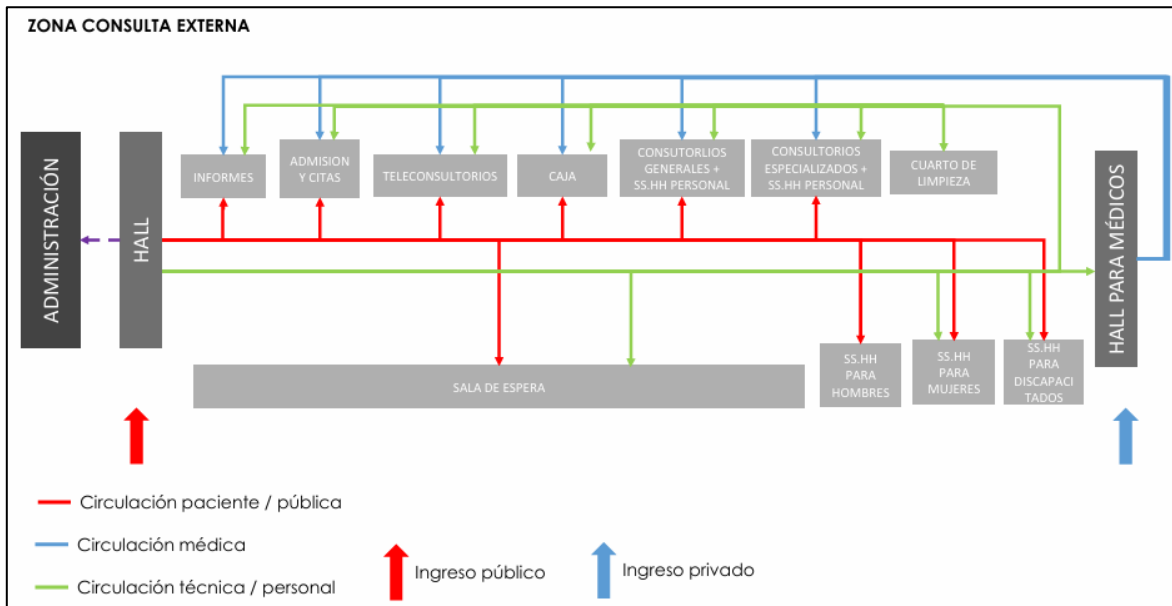 ZONA CONSULTA EXTERNA
ADMINISTRACIÓN
HALL
INFORMES
ADMISION
Y CITAS
TELECONSULTORIOS
CAJA
CONSUTORLIOS
GENERALES +
SS.HH PERSONAL
CONSULTORIOS
ESPECIALIZADOS +
SS.HH PERSONAL
CUARTO DE
LIMPIEZA
HALL PARA MÉDICOS
SALA DE ESPERA
SS.HH
PARA
HOMBRES
SS.HH
PARA
MUJERES
SS.HH
PARA
DISCAPACI
TADOS
Circulación paciente / pública
Circulación médica
Circulación técnica / personal
Ingreso público
Ingreso privado